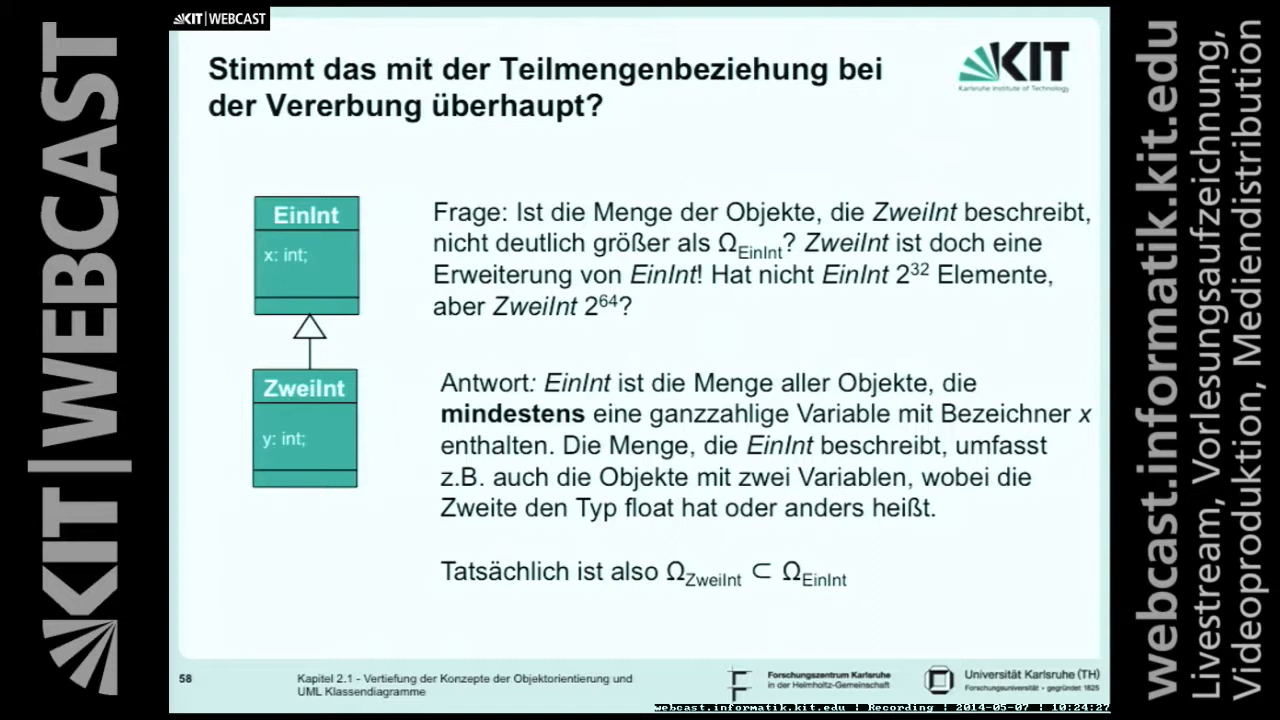 KIT | WEBCAST
KIT | WEBCAST
Stimmt das mit der Teilmengenbeziehung bei
der Vererbung überhaupt?
KIT
Karlsruhe Institute of Technology
EinInt
x: int;
ZweiInt
y: int;
Frage: Ist die Menge der Objekte, die ZweiInt beschreibt,
nicht deutlich größer als Ω_EinInt? ZweiInt ist doch eine
Erweiterung von EinInt! Hat nicht EinInt 2³² Elemente,
aber ZweiInt 2⁶⁴?
Antwort: EinInt ist die Menge aller Objekte, die
mindestens eine ganzzahlige Variable mit Bezeichner x
enthalten. Die Menge, die EinInt beschreibt, umfasst
z.B. auch die Objekte mit zwei Variablen, wobei die
Zweite den Typ float hat oder anders heißt.
Tatsächlich ist also Ω_ZweiInt ⊂ Ω_EinInt
58
Kapitel 2.1 - Vertiefung der Konzepte der Objektorientierung und
UML Klassendiagramme
Forschungszentrum Karlsruhe
in der Helmholtz-Gemeinschaft
Universität Karlsruhe (TH)
Forschungsuniversität - gegründet 1825
webcast.informatik.kit.edu | Recording | 2014-05-07 | 10:24:27
webcast.informatik.kit.edu
Livestream, Vorlesungsaufzeichnung,
Videoproduktion, Mediendistribution